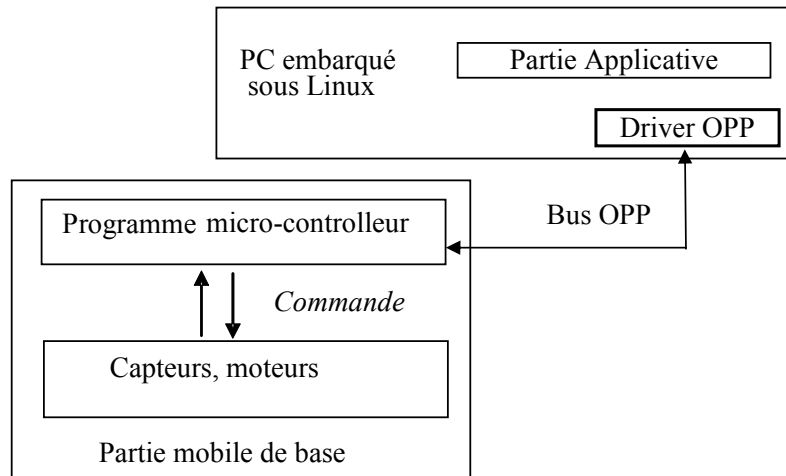 PC embarqué
sous Linux
Partie Applicative
Driver OPP
Bus OPP
Programme micro-controlleur
Commande
Capteurs, moteurs
Partie mobile de base